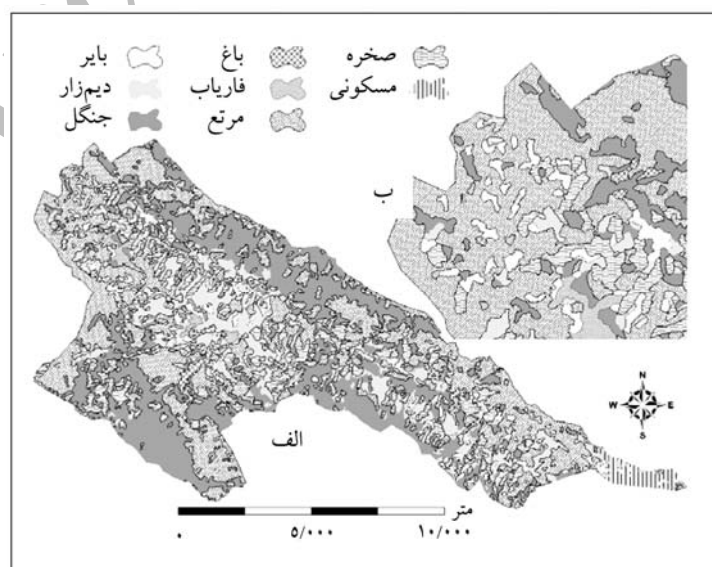 صخره باغ بایر
مسکونی فاریاب دیم‌زار
مرتع جنگل
ب
N
W E
S
الف
متر
۰ ۵/۰۰۰ ۱۰/۰۰۰